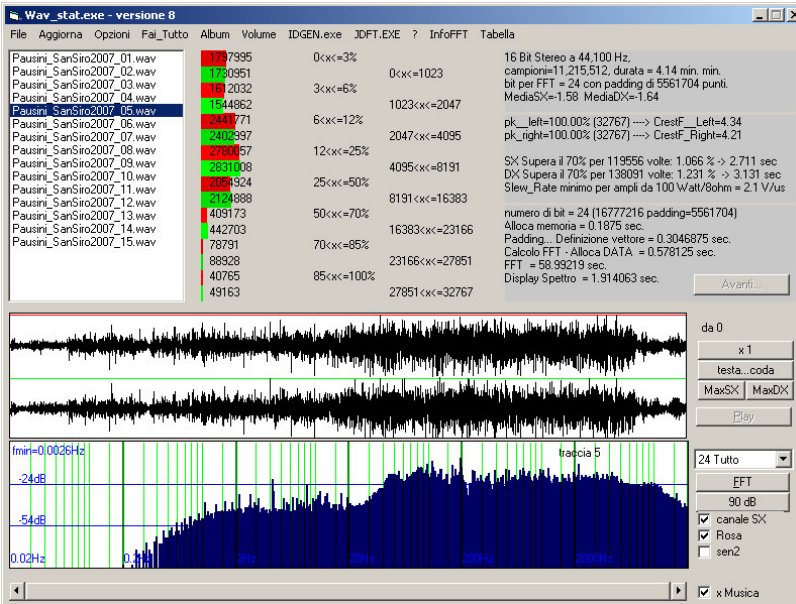 Wav_stat.exe - versione 8
File Aggiorna Opzioni Fai_Tutto Album Volume IDGEN.exe JDFT.EXE ? InfoFFT Tabella
Pausini_SanSiro2007_01.wav
Pausini_SanSiro2007_02.wav
Pausini_SanSiro2007_03.wav
Pausini_SanSiro2007_04.wav
Pausini_SanSiro2007_05.wav
Pausini_SanSiro2007_06.wav
Pausini_SanSiro2007_07.wav
Pausini_SanSiro2007_08.wav
Pausini_SanSiro2007_09.wav
Pausini_SanSiro2007_10.wav
Pausini_SanSiro2007_11.wav
Pausini_SanSiro2007_12.wav
Pausini_SanSiro2007_13.wav
Pausini_SanSiro2007_14.wav
Pausini_SanSiro2007_15.wav
1797995 0<x<=3%
1730951 0<x<=1023
1612032 3<x<=6%
1544862 1023<x<=2047
2441771 6<x<=12%
2402997 2047<x<=4095
2780057 12<x<=25%
2831008 4095<x<=8191
2054924 25<x<=50%
2124888 8191<x<=16383
409173 50<x<=70%
442703 16383<x<=23166
78791 70<x<=85%
88928 23166<x<=27851
40765 85<x<=100%
49163 27851<x<=32767
16 Bit Stereo a 44,100 Hz,
campioni=11,215,512, durata = 4.14 min. min.
bit per FFT = 24 con padding di 5561704 punti.
MediaSX=-1.58 MediaDX=-1.64
pk__left=100.00% (32767) ----> CrestF__Left=4.34
pk_right=100.00% (32767) ----> CrestF_Right=4.21
SX Supera il 70% per 119556 volte: 1.066 % -> 2.711 sec
DX Supera il 70% per 138091 volte: 1.231 % -> 3.131 sec
Slew_Rate minimo per ampli da 100 Watt/8ohm = 2.1 V/us
numero di bit = 24 (16777216 padding=5561704)
Alloca memoria = 0.1875 sec.
Padding... Definizione vettore = 0.3046875 sec.
Calcolo FFT - Alloca DATA = 0.578125 sec.
FFT = 58.99219 sec.
Display Spettro = 1.914063 sec.
Avanti...
da 0
x 1
testa...coda
MaxSX MaxDX
Play
fmin=0.0026Hz
traccia 5
-24dB
-54dB
0.02Hz 0.2Hz 2Hz 20Hz 200Hz 2000Hz
24 Tutto
FFT
90 dB
canale SX
Rosa
sen2
x Musica